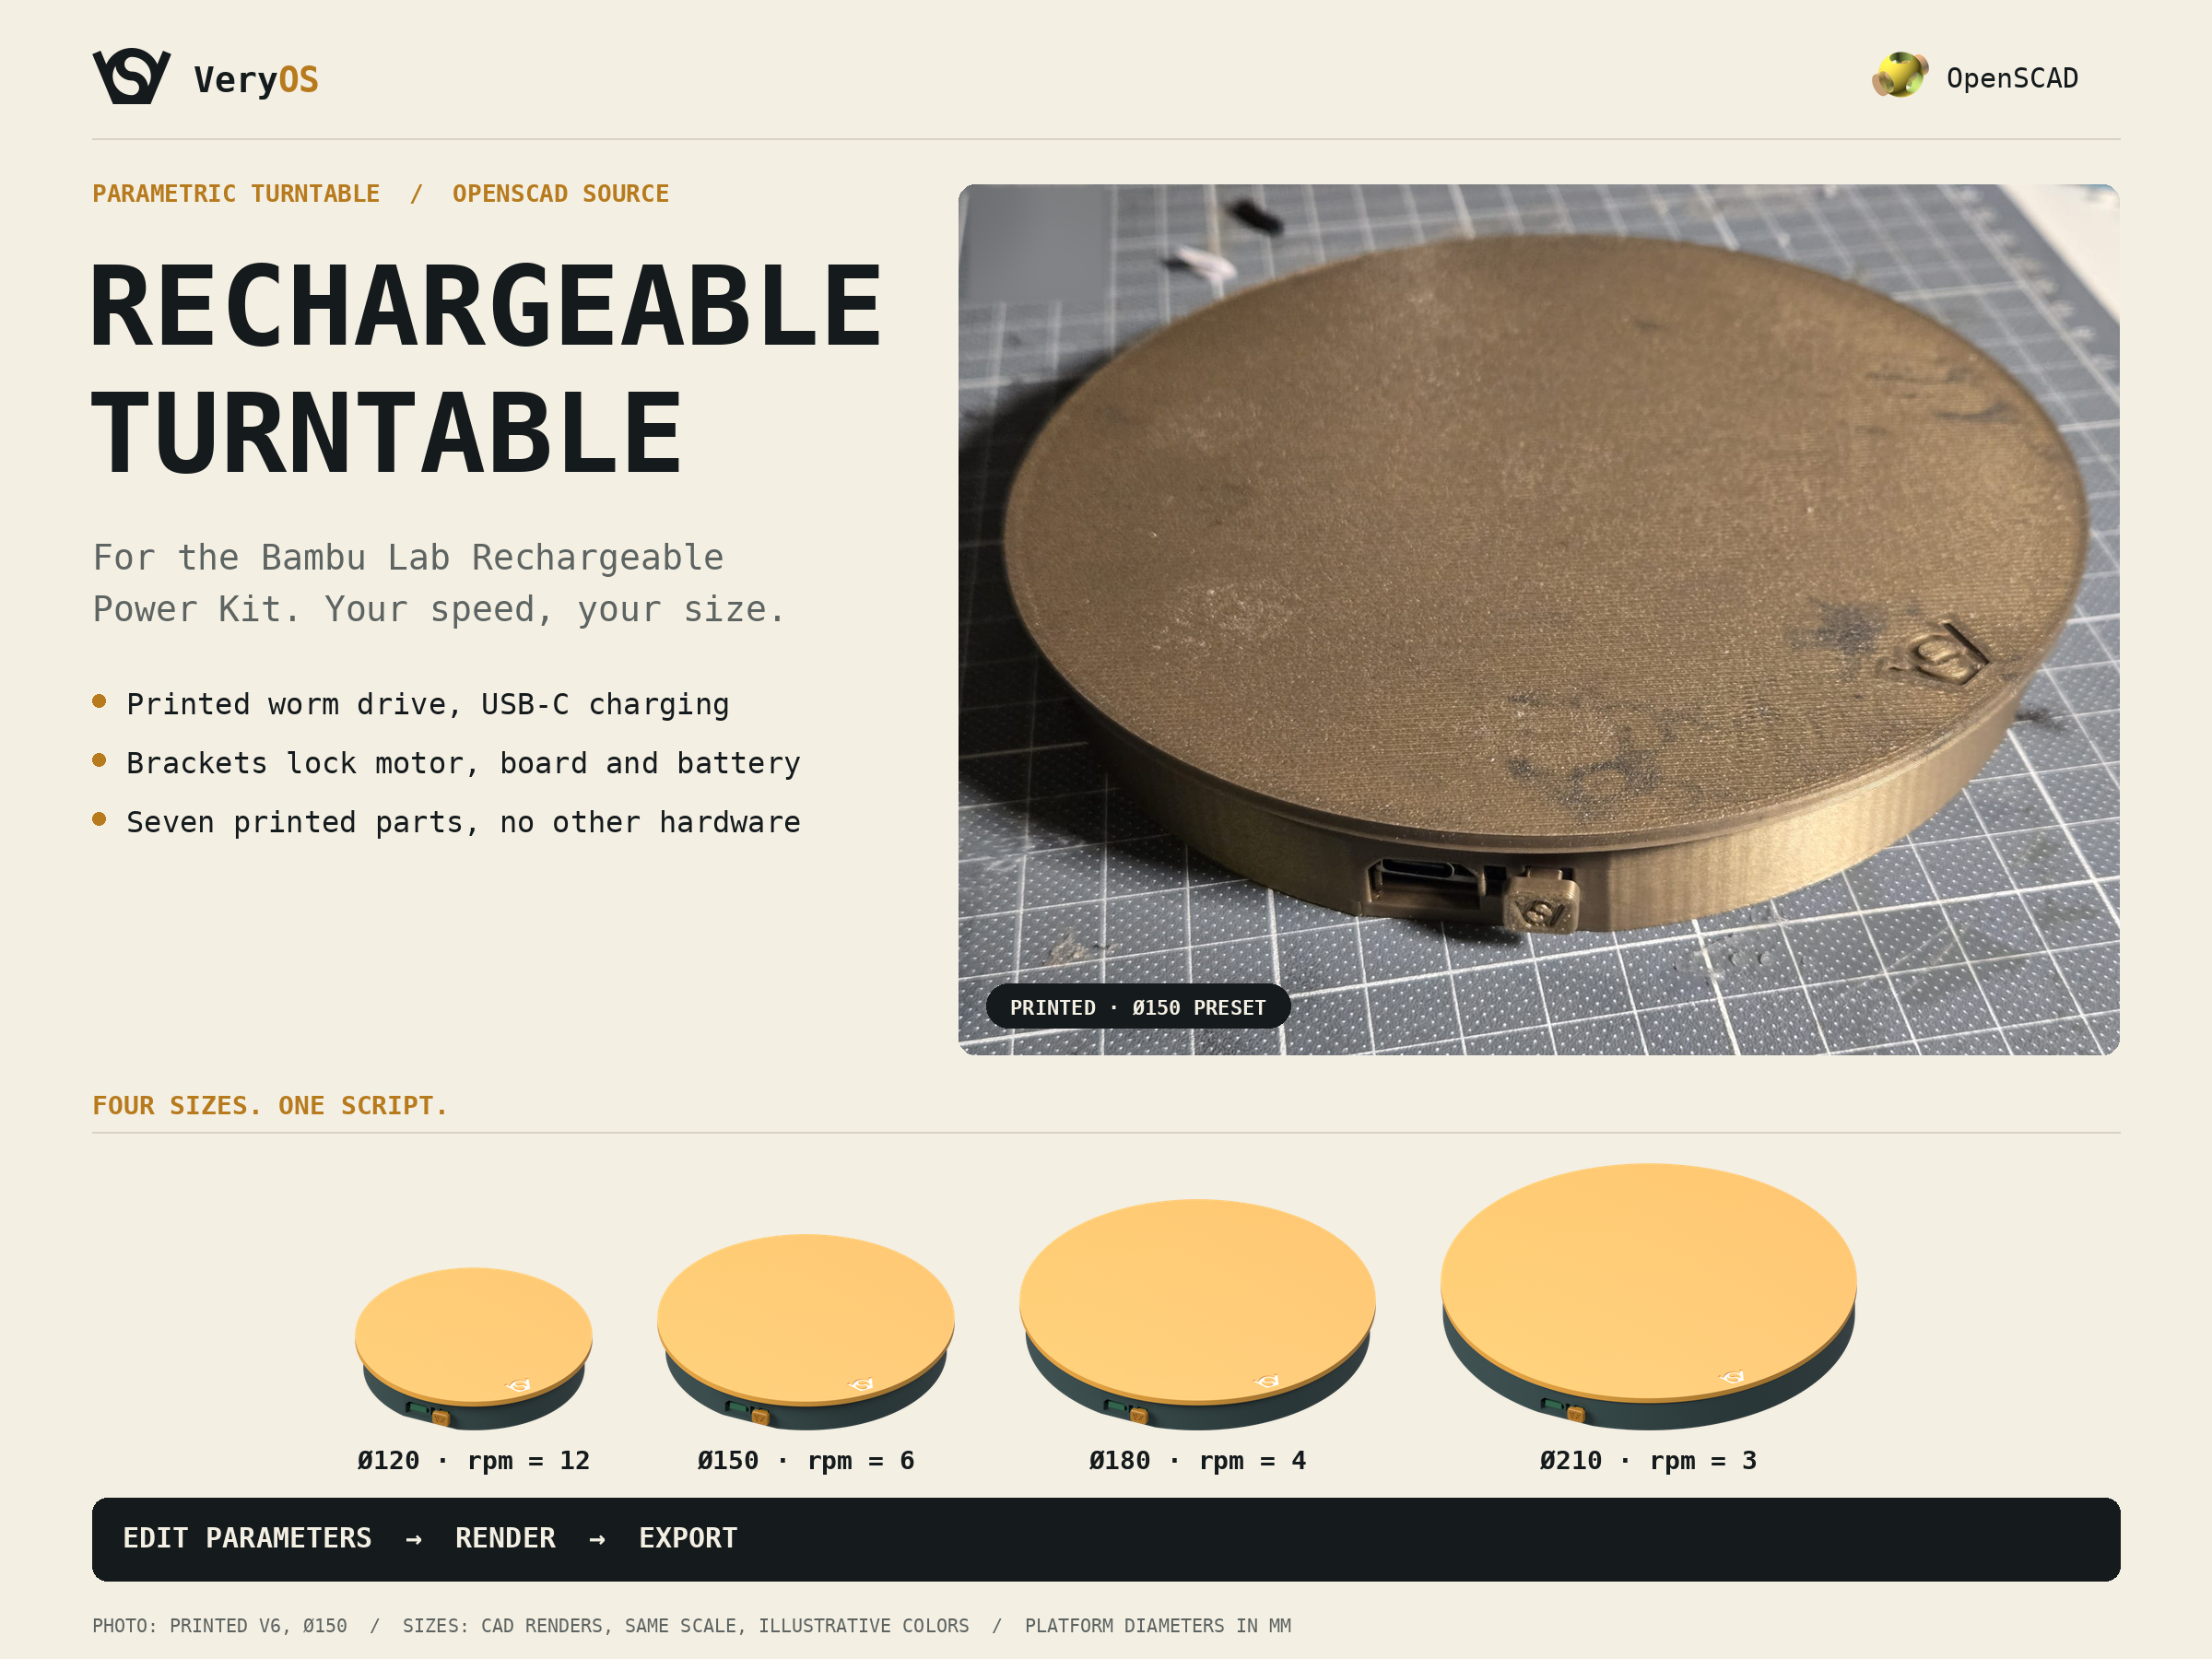 VeryOS
OpenSCAD
PARAMETRIC TURNTABLE / OPENSCAD SOURCE
RECHARGEABLE
TURNTABLE
For the Bambu Lab Rechargeable
Power Kit. Your speed, your size.
Printed worm drive, USB-C charging
Brackets lock motor, board and battery
Seven printed parts, no other hardware
PRINTED · Ø150 PRESET
FOUR SIZES. ONE SCRIPT.
Ø120 · rpm = 12
Ø150 · rpm = 6
Ø180 · rpm = 4
Ø210 · rpm = 3
EDIT PARAMETERS → RENDER → EXPORT
PHOTO: PRINTED V6, Ø150 / SIZES: CAD RENDERS, SAME SCALE, ILLUSTRATIVE COLORS / PLATFORM DIAMETERS IN MM